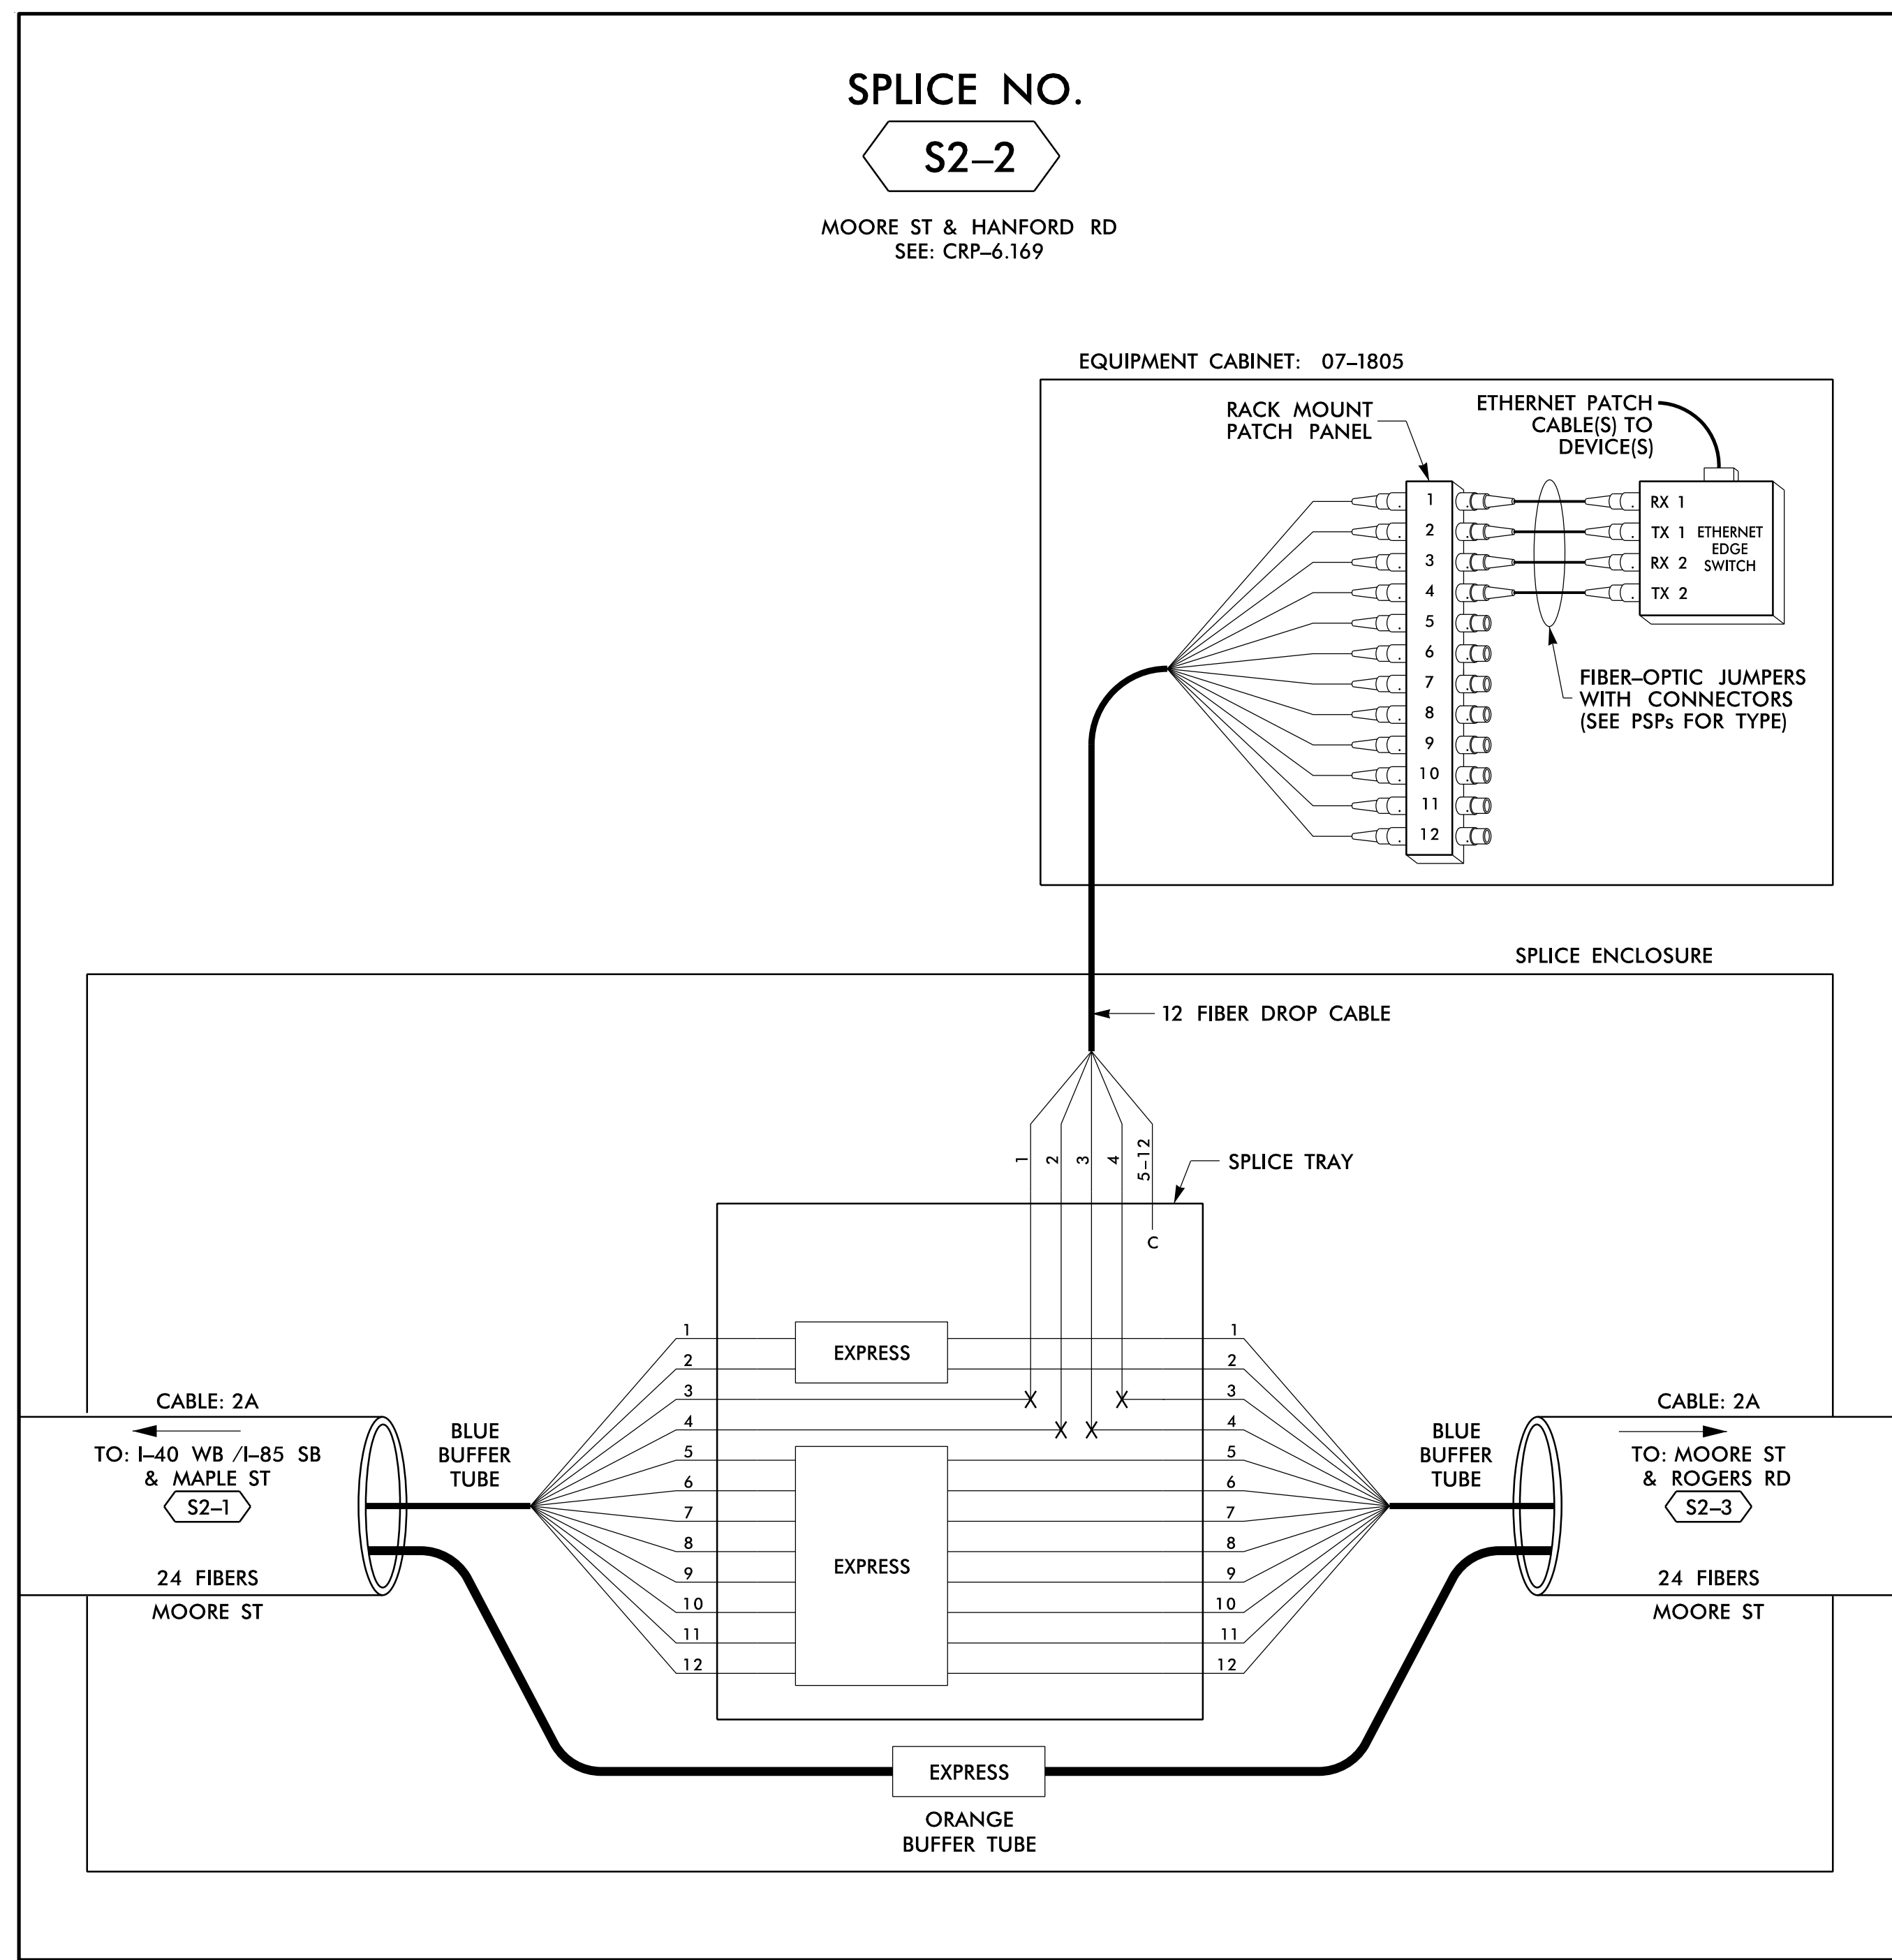 SPLICE NO.
S2–2
MOORE ST & HANFORD RD
SEE: CRP–6.169
EQUIPMENT CABINET: 07–1805
RACK MOUNT
PATCH PANEL
ETHERNET PATCH
CABLE(S) TO
DEVICE(S)
1
2
3
4
5
6
7
8
9
10
11
12
RX 1
TX 1
RX 2
TX 2
ETHERNET
EDGE
SWITCH
FIBER–OPTIC JUMPERS
WITH CONNECTORS
(SEE PSPs FOR TYPE)
SPLICE ENCLOSURE
12 FIBER DROP CABLE
1
2
3
4
5–12
SPLICE TRAY
C
CABLE: 2A
TO: I–40 WB /I–85 SB
& MAPLE ST
S2–1
24 FIBERS
MOORE ST
BLUE
BUFFER
TUBE
1
2
3
4
5
6
7
8
9
10
11
12
EXPRESS
EXPRESS
1
2
3
4
5
6
7
8
9
10
11
12
BLUE
BUFFER
TUBE
CABLE: 2A
TO: MOORE ST
& ROGERS RD
S2–3
24 FIBERS
MOORE ST
EXPRESS
ORANGE
BUFFER TUBE